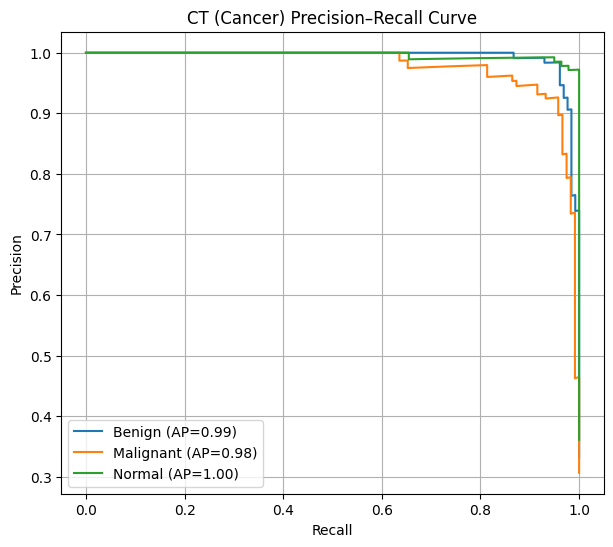 CT (Cancer) Precision–Recall Curve
Precision
1.0
0.9
0.8
0.7
0.6
0.5
0.4
0.3
Benign (AP=0.99)
Malignant (AP=0.98)
Normal (AP=1.00)
0.0 0.2 0.4 0.6 0.8 1.0
Recall